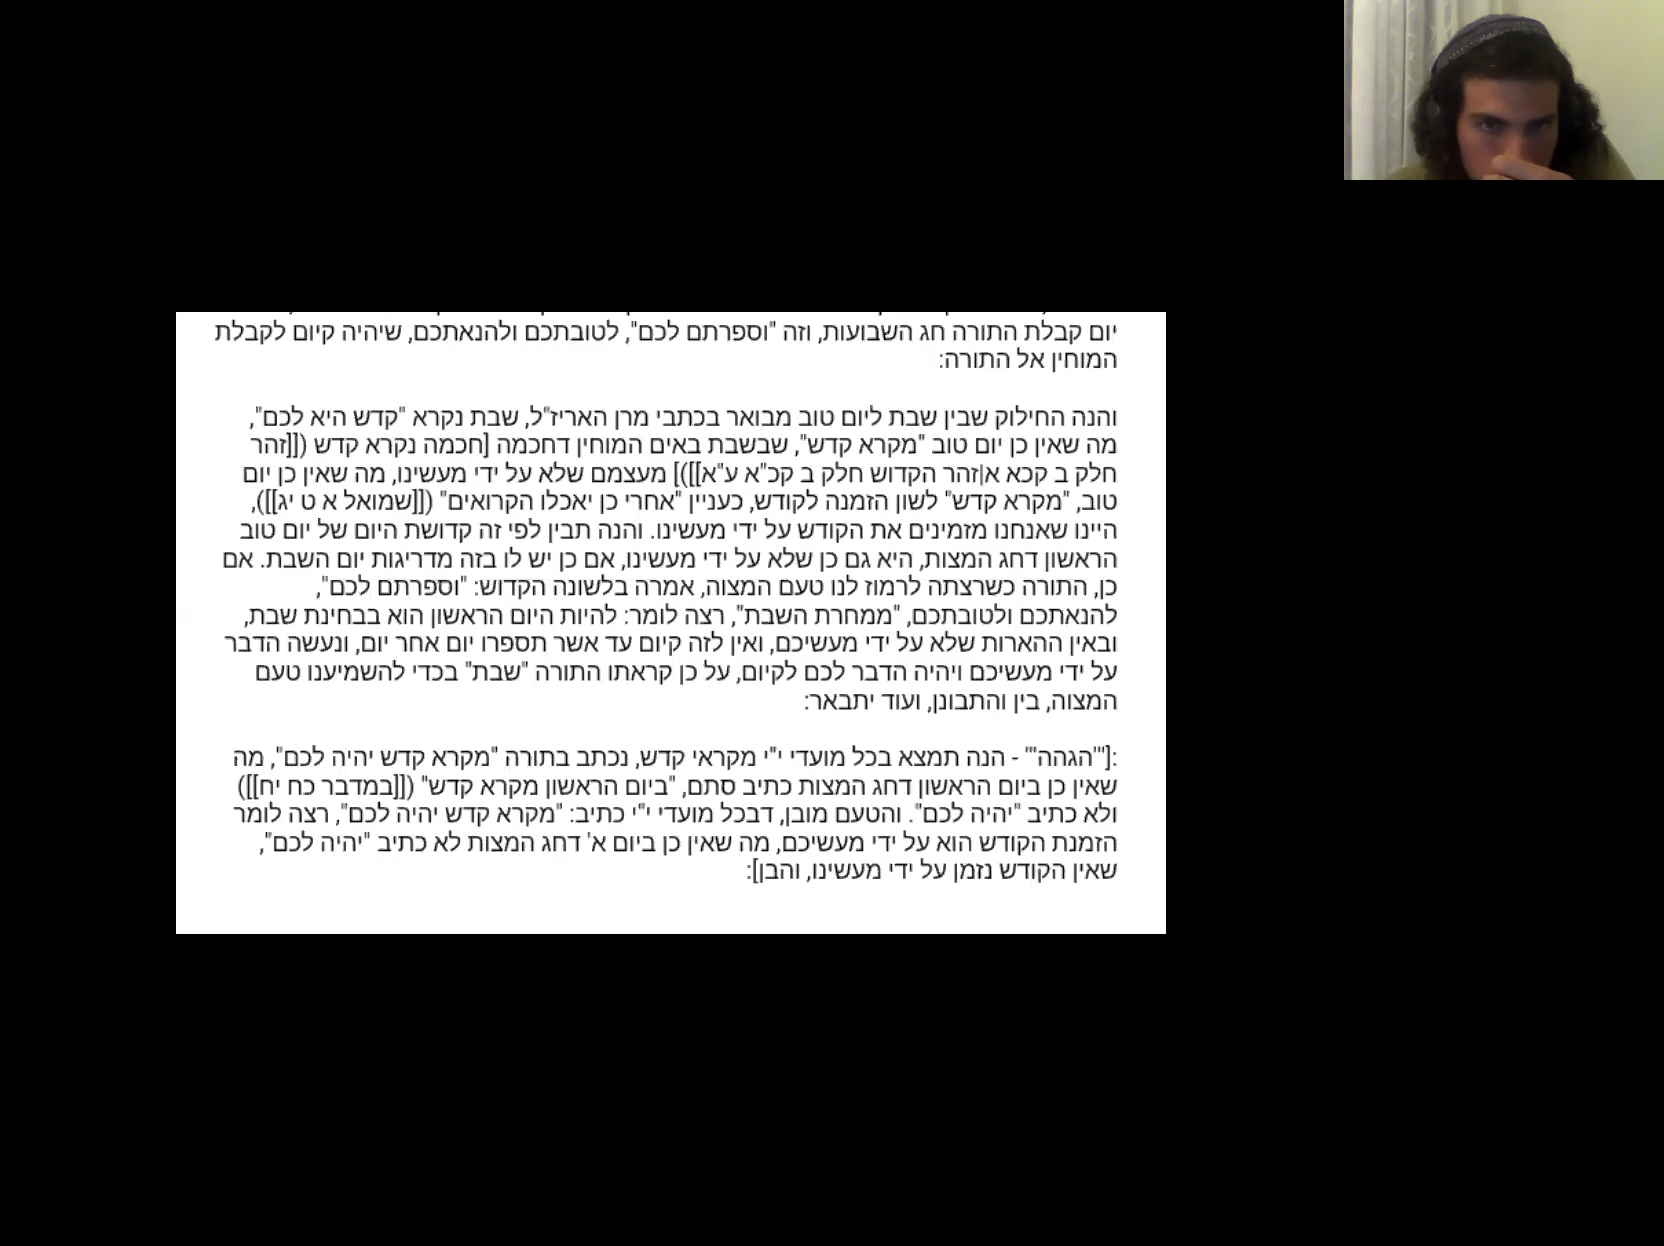 יום קבלת התורה חג השבועות, וזה "וספרתם לכם", לטובתכם ולהנאתכם, שיהיה קיום לקבלת
המוחין אל התורה:
והנה החילוק שבין שבת ליום טוב מבואר בכתבי מרן האריז"ל, שבת נקרא "קדש היא לכם",
מה שאין כן יום טוב "מקרא קדש", שבשבת באים המוחין דחכמה [חכמה נקרא קדש ([[זהר
חלק ב קכא א|זהר הקדוש חלק ב קכ"א ע"א]])] מעצמם שלא על ידי מעשינו, מה שאין כן יום
טוב, "מקרא קדש" לשון הזמנה לקודש, כעניין "אחרי כן יאכלו הקרואים" ([[שמואל א ט יג]]),
היינו שאנחנו מזמינים את הקודש על ידי מעשינו. והנה תבין לפי זה קדושת היום של יום טוב
הראשון דחג המצות, היא גם כן שלא על ידי מעשינו, אם כן יש לו בזה מדריגות יום השבת. אם
כן, התורה כשרצתה לרמוז לנו טעם המצוה, אמרה בלשונה הקדוש: "וספרתם לכם",
להנאתכם ולטובתכם, "ממחרת השבת", רצה לומר: להיות היום הראשון הוא בבחינת שבת,
ובאין ההארות שלא על ידי מעשיכם, ואין לזה קיום עד אשר תספרו יום אחר יום, ונעשה הדבר
על ידי מעשיכם ויהיה הדבר לכם לקיום, על כן קראתו התורה "שבת" בכדי להשמיענו טעם
המצוה, בין והתבונן, ועוד יתבאר:
:['''הגהה''' - הנה תמצא בכל מועדי י"י מקראי קדש, נכתב בתורה "מקרא קדש יהיה לכם", מה
שאין כן ביום הראשון דחג המצות כתיב סתם, "ביום הראשון מקרא קדש" ([[במדבר כח יח]])
ולא כתיב "יהיה לכם". והטעם מובן, דבכל מועדי י"י כתיב: "מקרא קדש יהיה לכם", רצה לומר
הזמנת הקודש הוא על ידי מעשיכם, מה שאין כן ביום א' דחג המצות לא כתיב "יהיה לכם",
שאין הקודש נזמן על ידי מעשינו, והבן]: